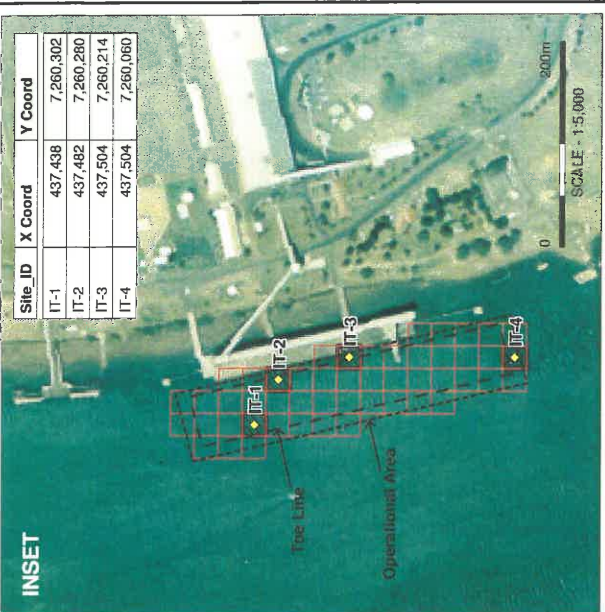 INSET
Site_ID X Coord Y Coord
IT-1 437,438 7,260,302
IT-2 437,482 7,260,280
IT-3 437,504 7,260,214
IT-4 437,504 7,260,060
IT-1
IT-2
IT-3
IT-4
Toe Line
Operational Area
0 200m
SCALE - 1:5,000